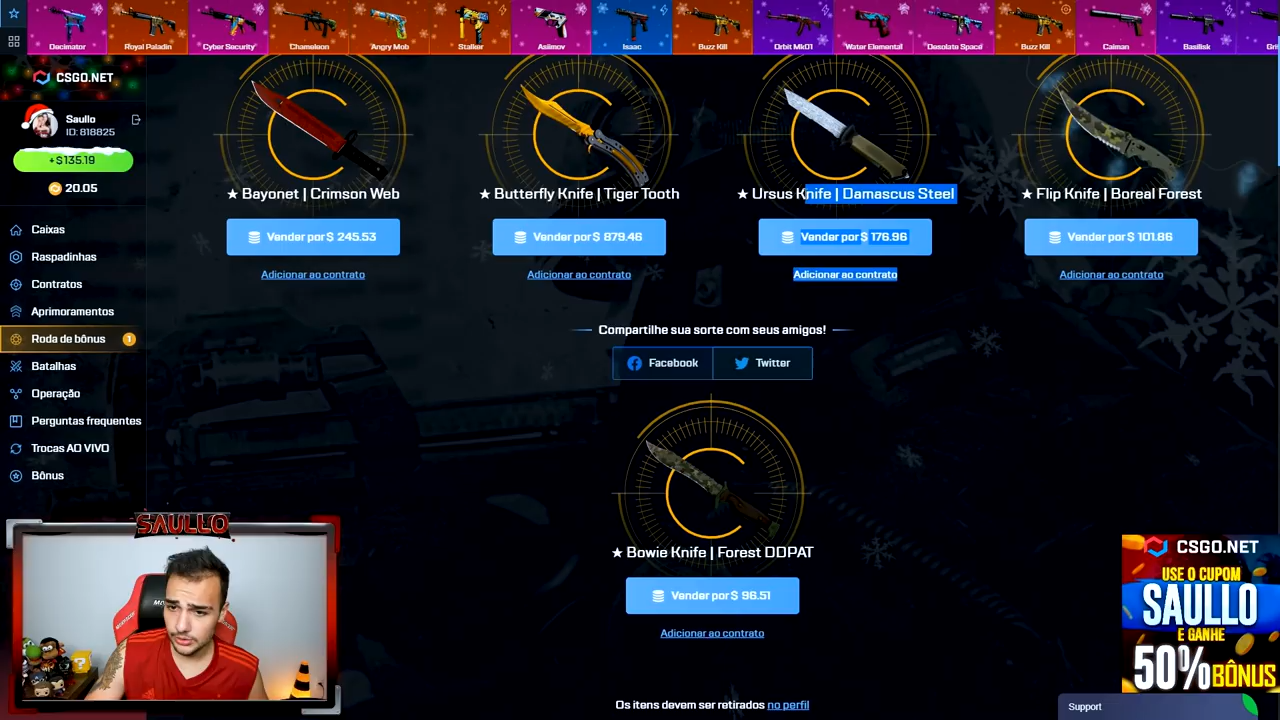 Decimator
Royal Paladin
Cyber Security
Chameleon
Angry Mob
Stalker
Asiimov
Isaac
Buzz Kill
Orbit Mk01
Water Elemental
Desolate Space
Buzz Kill
Caiman
Basilisk
CSGO.NET
Saullo
ID: 818825
+$135.19
20.05
Caixas
Raspadinhas
Contratos
Aprimoramentos
Roda de bônus 1
Batalhas
Operação
Perguntas frequentes
Trocas AO VIVO
Bônus
★ Bayonet | Crimson Web
Vender por $ 245.53
Adicionar ao contrato
★ Butterfly Knife | Tiger Tooth
Vender por $ 879.46
Adicionar ao contrato
★ Ursus Knife | Damascus Steel
Vender por $ 176.96
Adicionar ao contrato
★ Flip Knife | Boreal Forest
Vender por $ 101.86
Adicionar ao contrato
Compartilhe sua sorte com seus amigos!
Facebook
Twitter
★ Bowie Knife | Forest DDPAT
Vender por $ 96.51
Adicionar ao contrato
Os itens devem ser retirados no perfil
SAULLO
CSGO.NET
USE O CUPOM
SAULLO
E GANHE
50% BÔNUS
Support